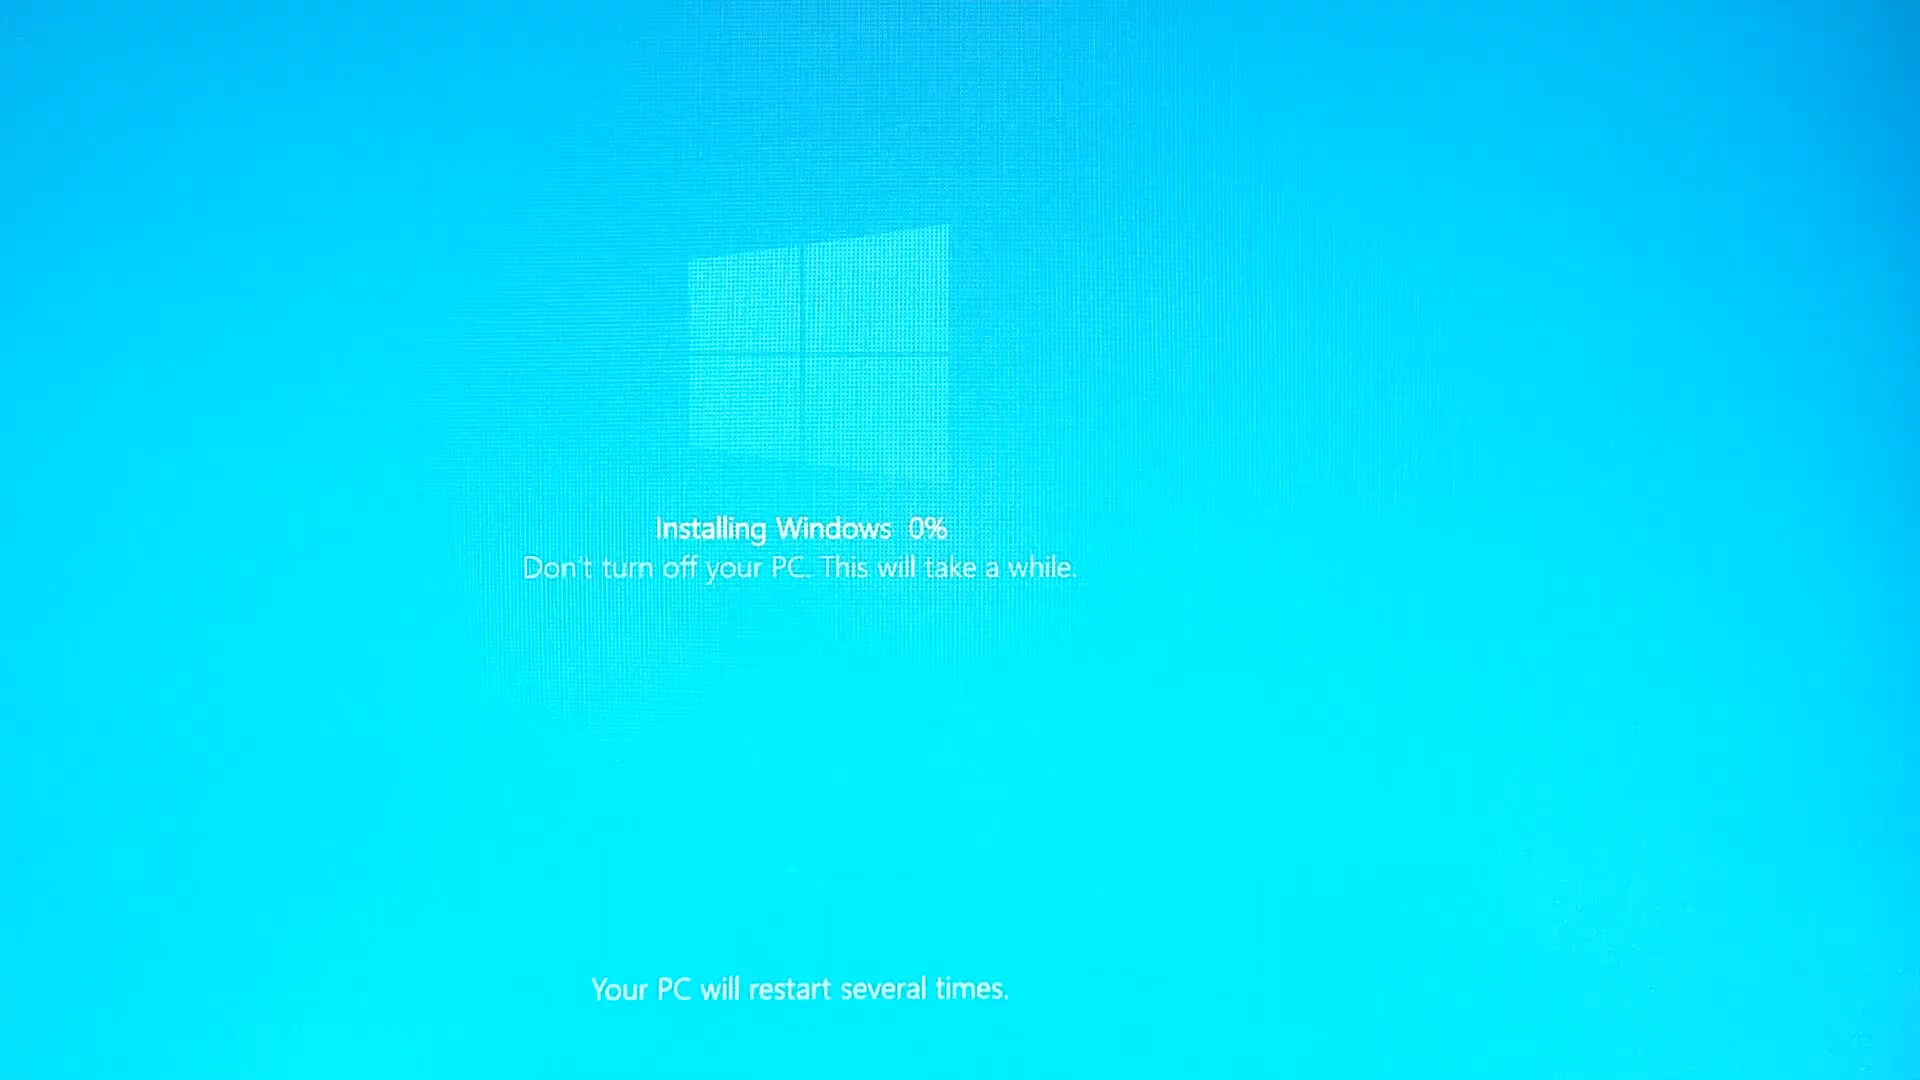 Installing Windows 0%
Don't turn off your PC. This will take a while.
Your PC will restart several times.